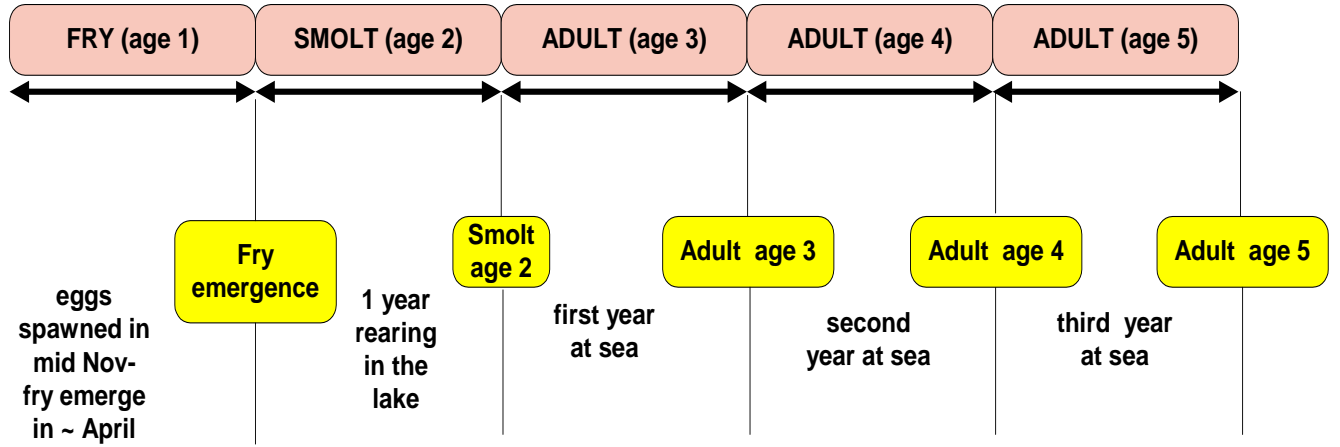 FRY (age 1)
SMOLT (age 2)
ADULT (age 3)
ADULT (age 4)
ADULT (age 5)
Fry
emergence
Smolt
age 2
Adult age 3
Adult age 4
Adult age 5
eggs
spawned in
mid Nov-
fry emerge
in ~ April
1 year
rearing
in the
lake
first year
at sea
second
year at sea
third year
at sea